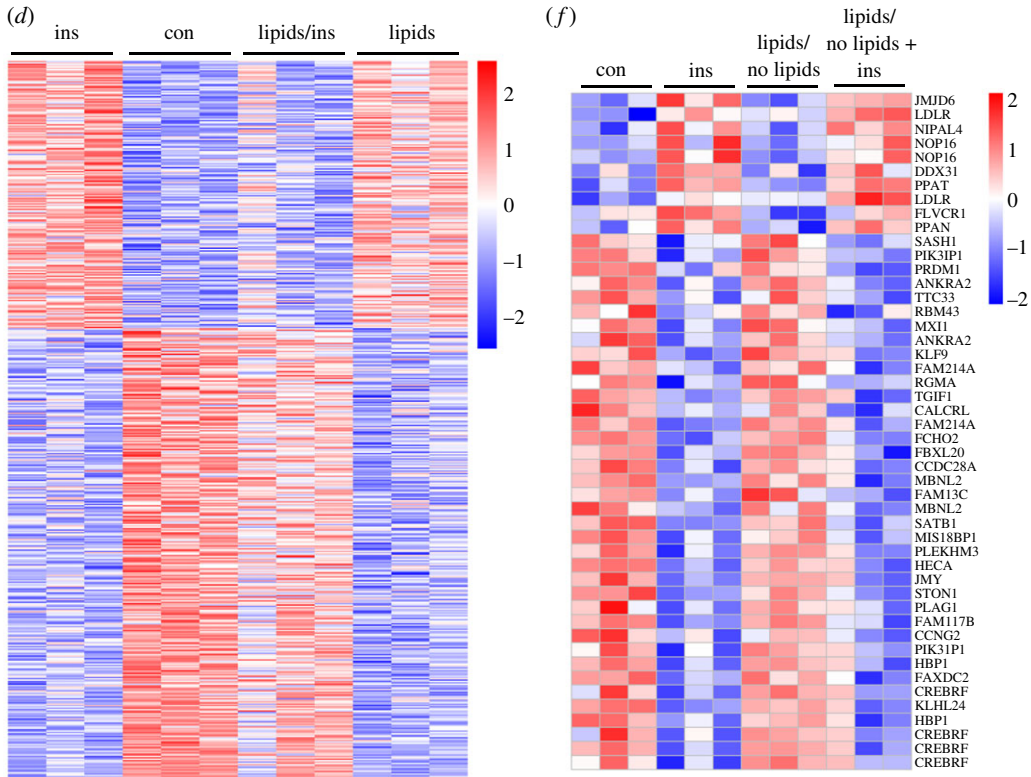 (d)
ins con lipids/ins lipids
2
1
0
−1
−2
(f)
con ins lipids/ no lipids lipids/ no lipids + ins
2
1
0
−1
−2
JMJD6
LDLR
NIPAL4
NOP16
NOP16
DDX31
PPAT
LDLR
FLVCR1
PPAN
SASH1
PIK3IP1
PRDM1
ANKRA2
TTC33
RBM43
MXI1
ANKRA2
KLF9
FAM214A
RGMA
TGIF1
CALCRL
FAM214A
FCHO2
FBXL20
CCDC28A
MBNL2
FAM13C
MBNL2
SATB1
MIS18BP1
PLEKHM3
HECA
JMY
STON1
PLAG1
FAM117B
CCNG2
PIK31P1
HBP1
FAXDC2
CREBRF
KLHL24
HBP1
CREBRF
CREBRF
CREBRF